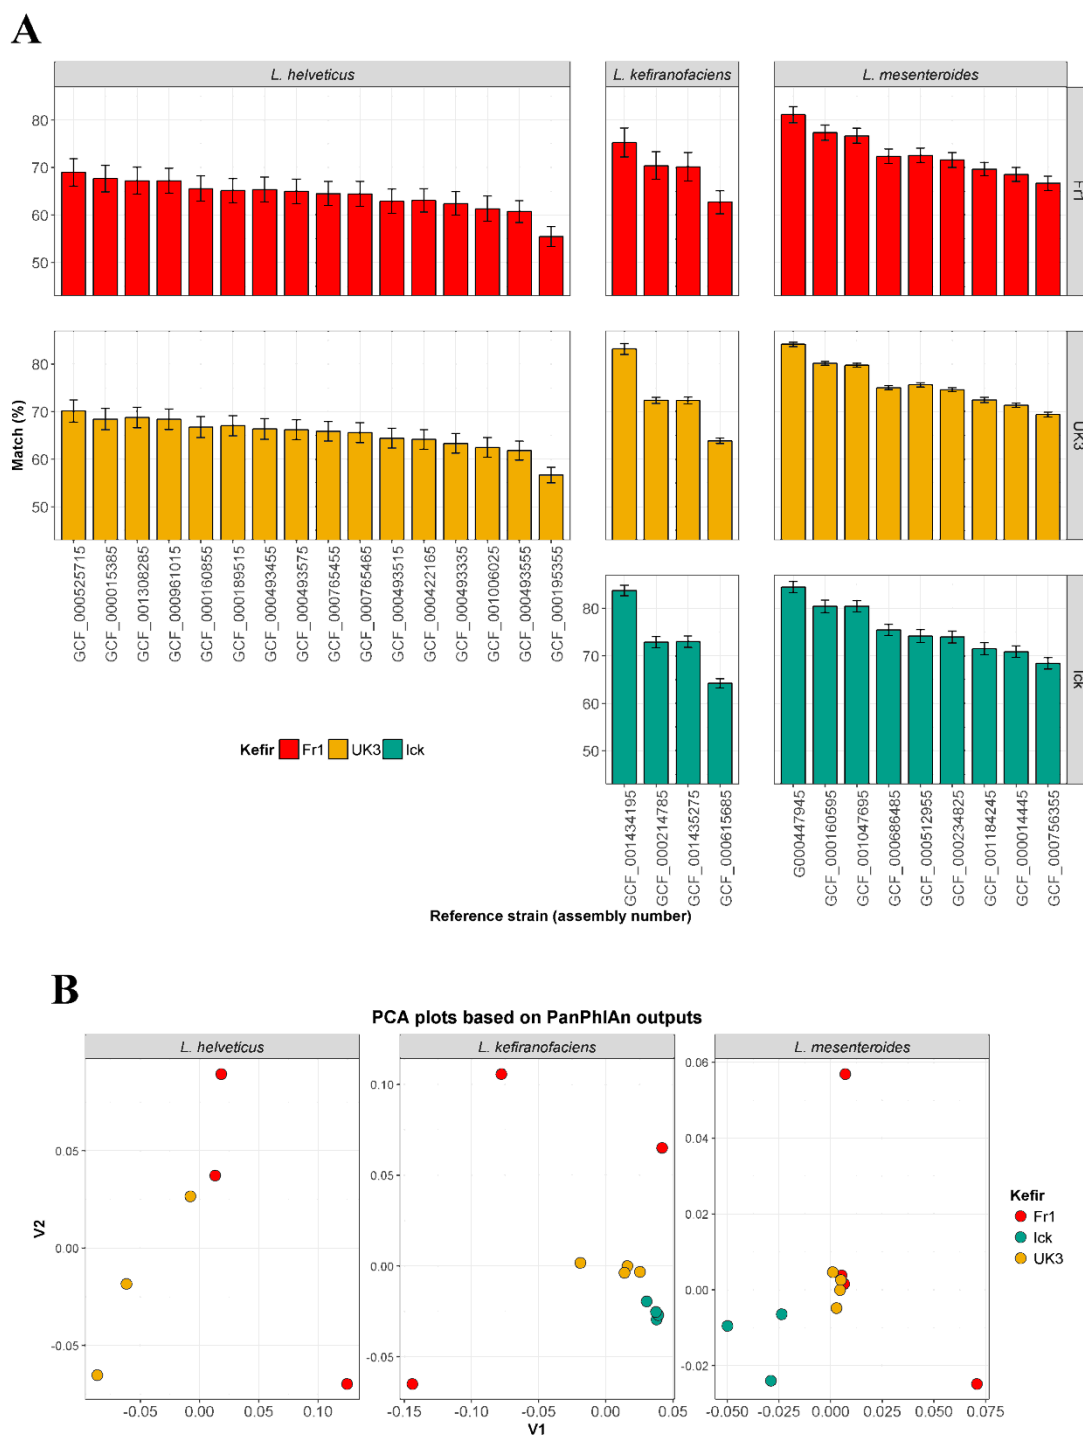 A
L. helveticus
L. kefiranofaciens
L. mesenteroides
80
70
60
50
Fr1
Match (%)
80
70
60
50
UK3
GCF_000525715
GCF_000015385
GCF_001308285
GCF_000961015
GCF_000160855
GCF_000189515
GCF_000493455
GCF_000493575
GCF_000765455
GCF_000765465
GCF_000493515
GCF_000422165
GCF_000493335
GCF_001006025
GCF_000493555
GCF_000195355
80
70
60
50
Ick
Kefir Fr1 UK3 Ick
GCF_001434195
GCF_000214785
GCF_001435275
GCF_000615685
G000447945
GCF_000160595
GCF_001047695
GCF_000686485
GCF_000512955
GCF_000234825
GCF_001184245
GCF_000014445
GCF_000756355
Reference strain (assembly number)
B
PCA plots based on PanPhlAn outputs
L. helveticus
L. kefiranofaciens
L. mesenteroides
V2
0.05
0.00
-0.05
-0.05 0.00 0.05 0.10
0.10
0.05
0.00
-0.05
-0.15 -0.10 -0.05 0.00 0.05
0.06
0.04
0.02
0.00
-0.02
-0.050 -0.025 0.000 0.025 0.050 0.075
V1
Kefir
Fr1
Ick
UK3